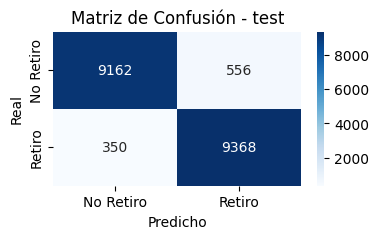 Matriz de Confusión - test
Real
No Retiro
9162
556
Retiro
350
9368
No Retiro
Retiro
Predicho
8000
6000
4000
2000